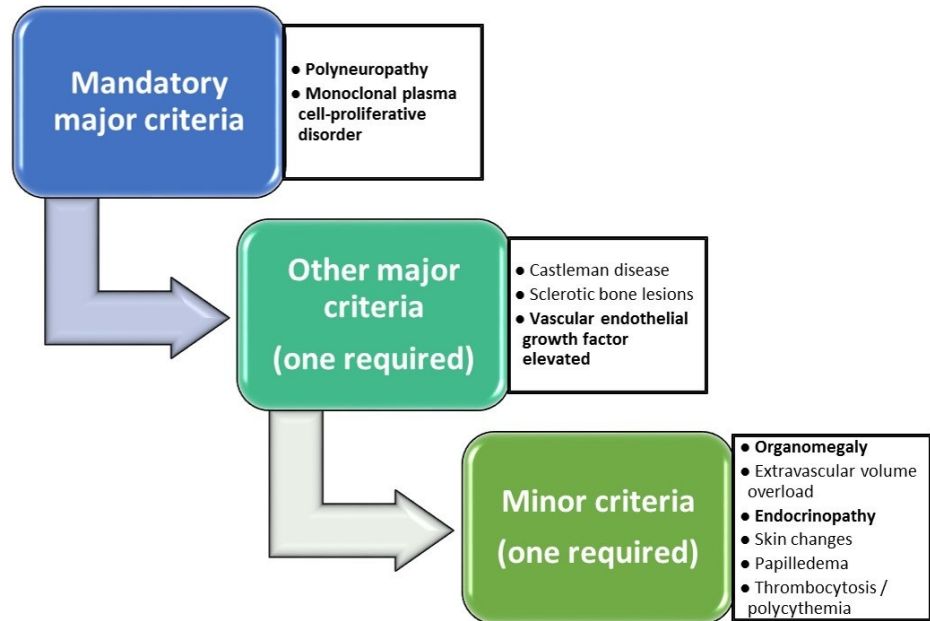 Mandatory
major criteria
● Polyneuropathy
● Monoclonal plasma
cell-proliferative
disorder
Other major
criteria
(one required)
● Castleman disease
● Sclerotic bone lesions
● Vascular endothelial
growth factor
elevated
Minor criteria
(one required)
● Organomegaly
● Extravascular volume
overload
● Endocrinopathy
● Skin changes
● Papilledema
● Thrombocytosis /
polycythemia